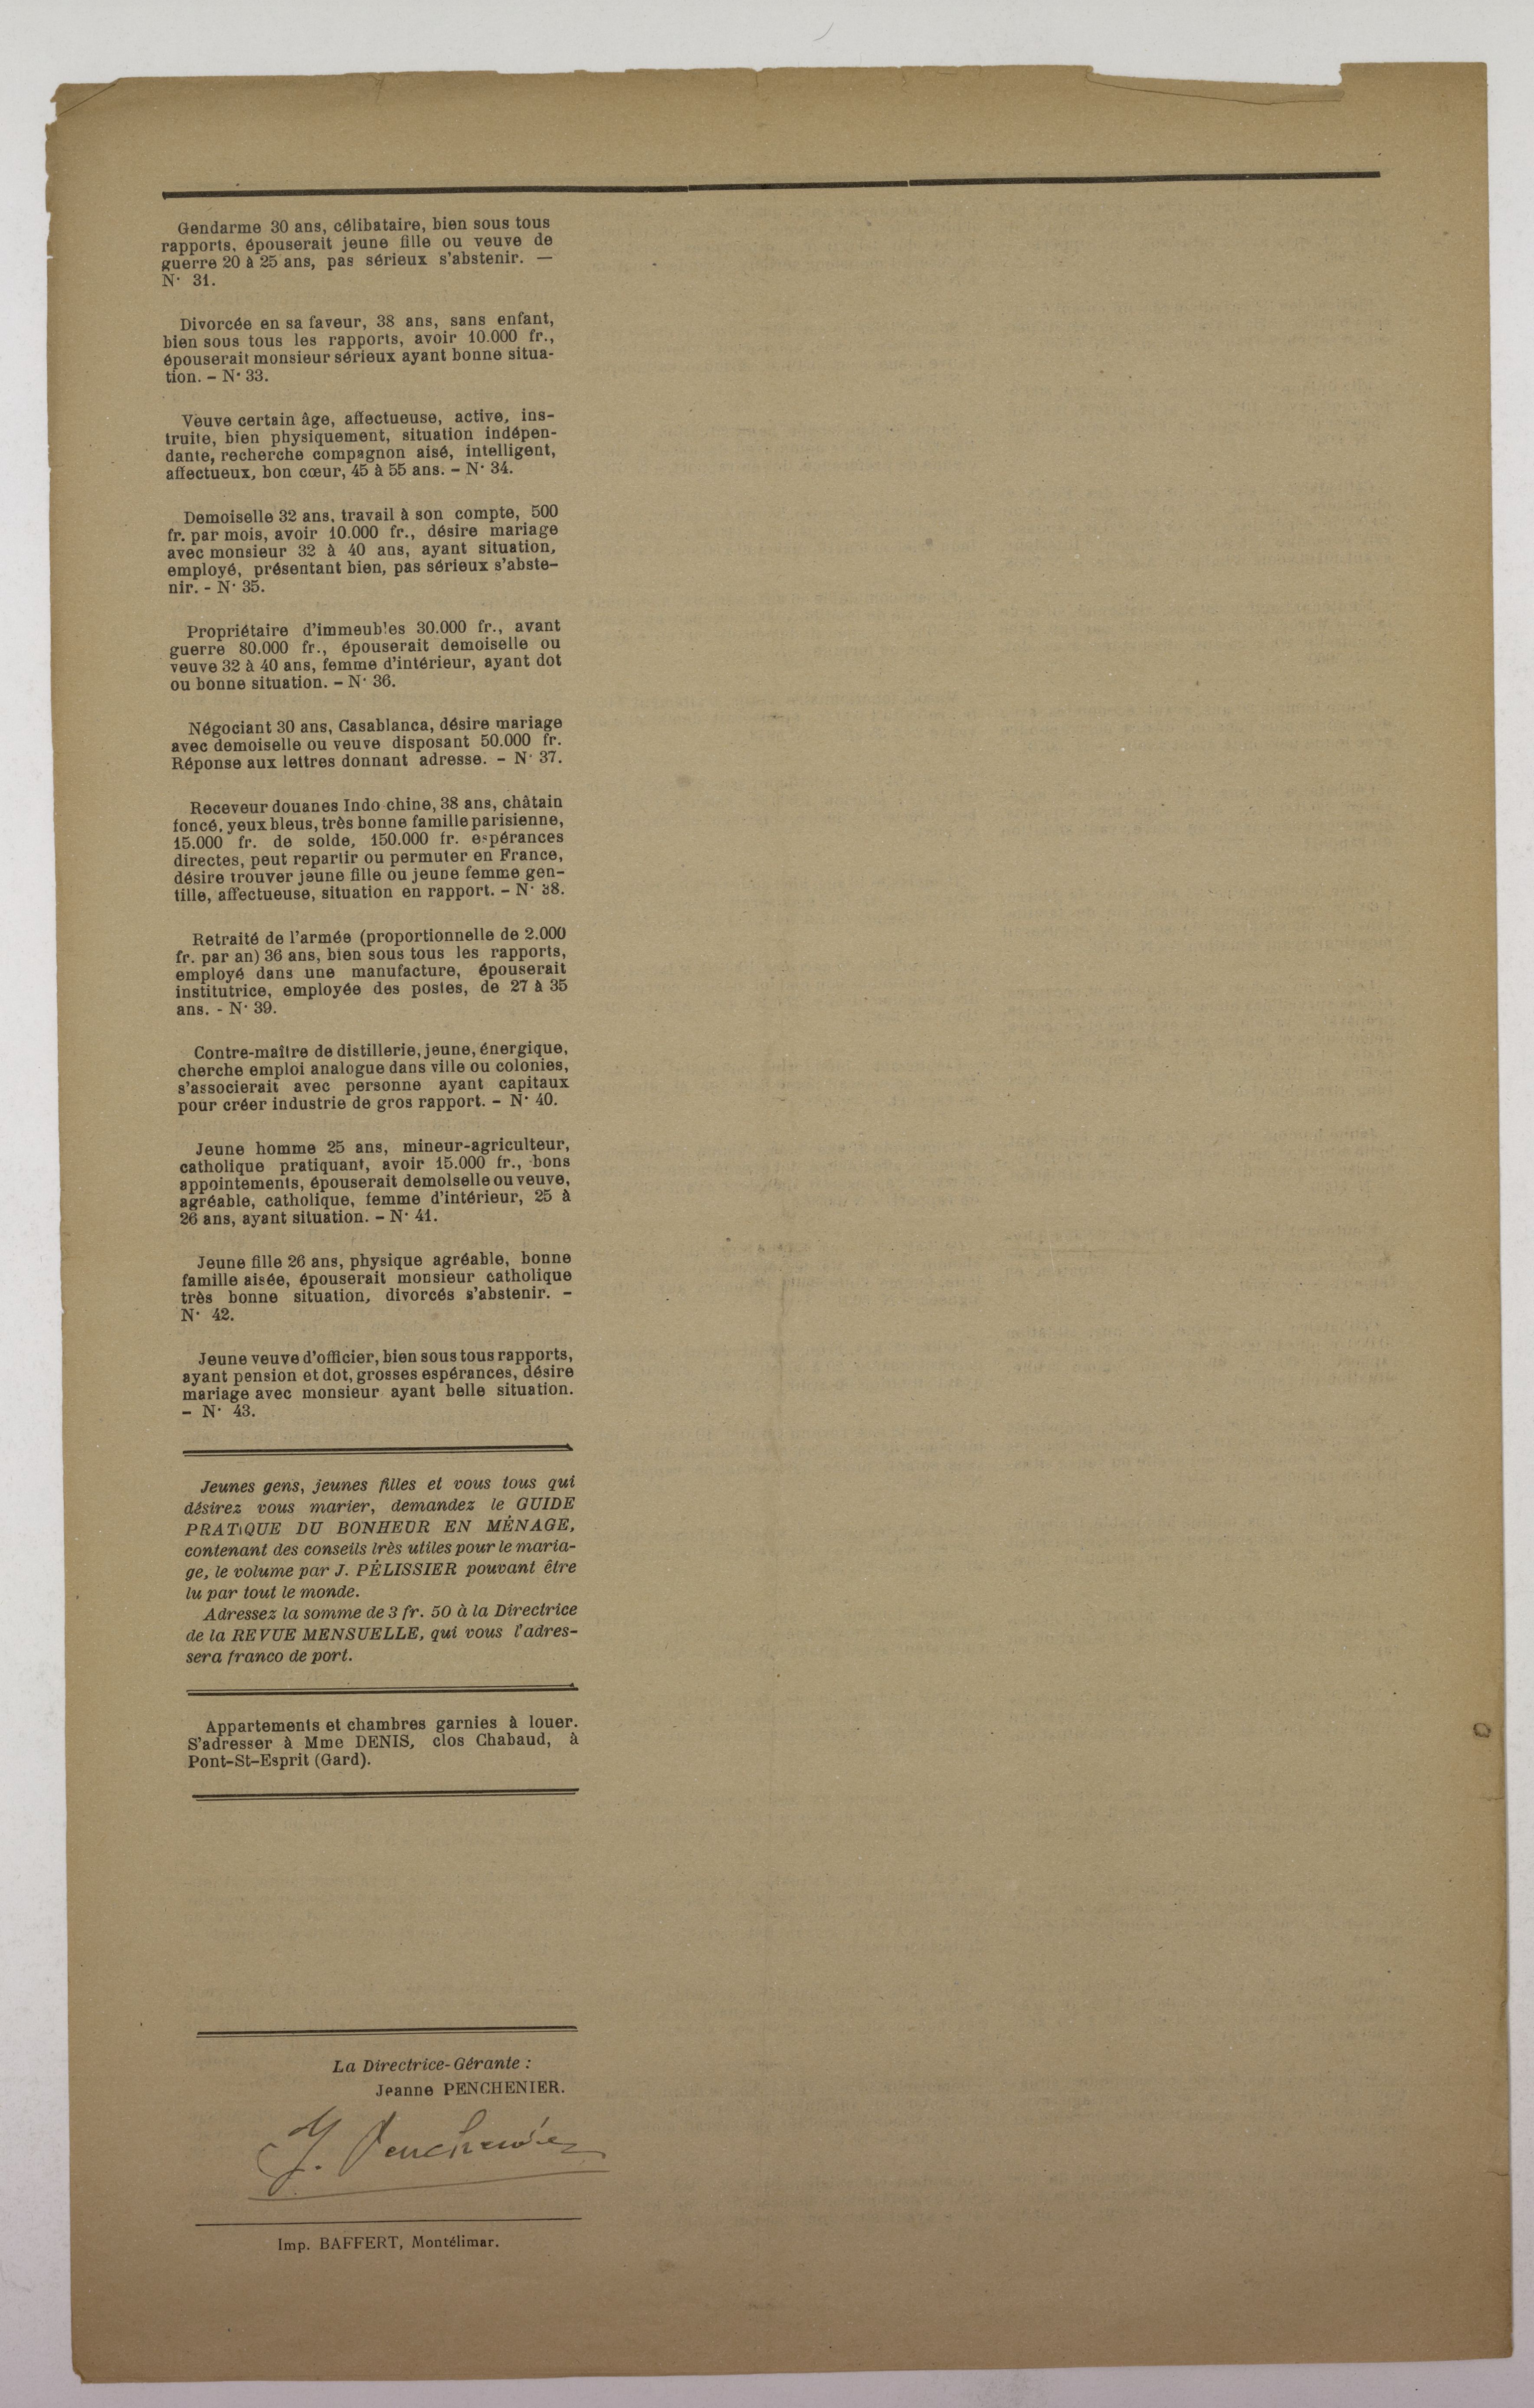 Gendarme 30 ans, célibataire, bien sous tous
rapports, épouserait jeune fille ou veuve de
guerre 20 à 25 ans, pas sérieux s'abstenir. —
N· 31.
Divorcée en sa faveur, 38 ans, sans enfant,
bien sous tous les rapports, avoir 10.000 fr.,
épouserait monsieur sérieux ayant bonne situa-
tion. – N· 33.
Veuve certain âge, affectueuse, active, ins-
truite, bien physiquement, situation indépen-
dante, recherche compagnon aisé, intelligent,
affectueux, bon cœur, 45 à 55 ans. – N· 34.
Demoiselle 32 ans, travail à son compte, 500
fr. par mois, avoir 10.000 fr., désire mariage
avec monsieur 32 à 40 ans, ayant situation,
employé, présentant bien, pas sérieux s'abste-
nir. - N· 35.
Propriétaire d'immeubles 30.000 fr., avant
guerre 80.000 fr., épouserait demoiselle ou
veuve 32 à 40 ans, femme d'intérieur, ayant dot
ou bonne situation. – N· 36.
Négociant 30 ans, Casablanca, désire mariage
avec demoiselle ou veuve disposant 50.000 fr.
Réponse aux lettres donnant adresse. – N· 37.
Receveur douanes Indo chine, 38 ans, châtain
foncé, yeux bleus, très bonne famille parisienne,
15.000 fr. de solde, 150.000 fr. espérances
directes, peut repartir ou permuter en France,
désire trouver jeune fille ou jeune femme gen-
tille, affectueuse, situation en rapport. – N· 38.
Retraité de l'armée (proportionnelle de 2.000
fr. par an) 36 ans, bien sous tous les rapports,
employé dans une manufacture, épouserait
institutrice, employée des postes, de 27 à 35
ans. - N· 39.
Contre-maître de distillerie, jeune, énergique,
cherche emploi analogue dans ville ou colonies,
s'associerait avec personne ayant capitaux
pour créer industrie de gros rapport. – N· 40.
Jeune homme 25 ans, mineur-agriculteur,
catholique pratiquant, avoir 15.000 fr., bons
appointements, épouserait demolselle ou veuve,
agréable, catholique, femme d'intérieur, 25 à
26 ans, ayant situation. – N· 41.
Jeune fille 26 ans, physique agréable, bonne
famille aisée, épouserait monsieur catholique
très bonne situation, divorcés s'abstenir. –
N· 42.
Jeune veuve d'officier, bien sous tous rapports,
ayant pension et dot, grosses espérances, désire
mariage avec monsieur ayant belle situation.
– N· 43.
Jeunes gens, jeunes filles et vous tous qui
désirez vous marier, demandez le GUIDE
PRATIQUE DU BONHEUR EN MÉNAGE,
contenant des conseils lrès utiles pour le maria-
ge, le volume par J. PÉLISSIER pouvant être
lu par tout le monde.
Adressez la somme de 3 fr. 50 à la Directrice
de la REVUE MENSUELLE, qui vous l'adres-
sera franco de port.
Appartements et chambres garnies à louer.
S'adresser à Mme DENIS, clos Chabaud, à
Pont-St-Esprit (Gard).
La Directrice-Gérante :
Jeanne PENCHENIER.
J. Penchenier
Imp. BAFFERT, Montélimar.